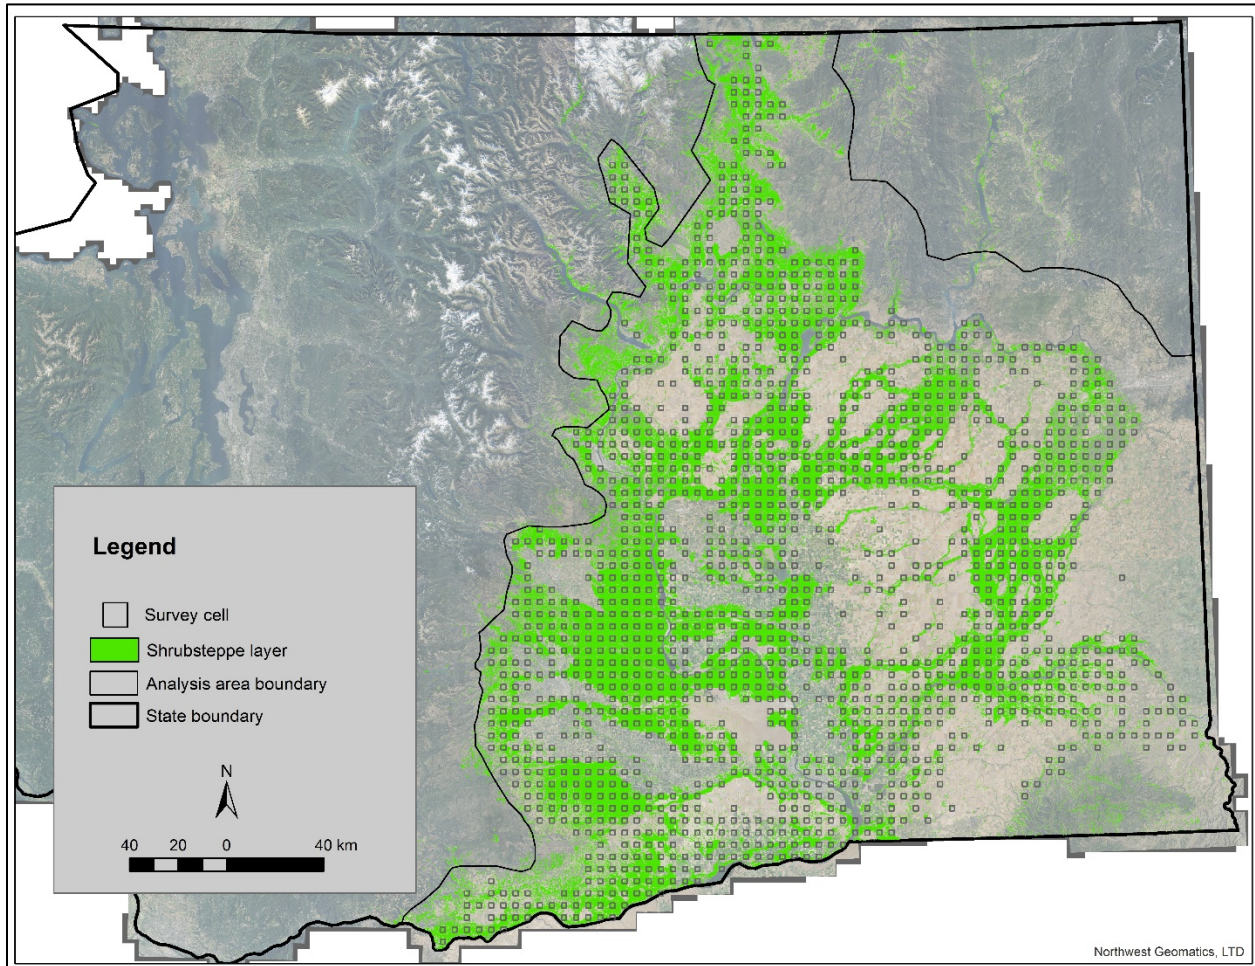 Legend
Survey cell
Shrubsteppe layer
Analysis area boundary
State boundary
N
40 20 0 40 km
Northwest Geomatics, LTD